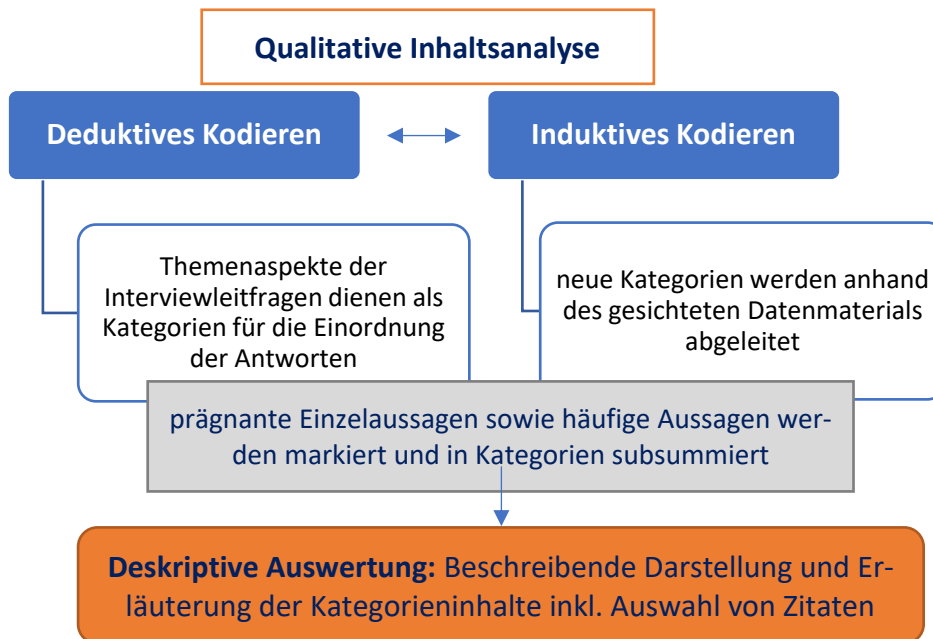 Qualitative Inhaltsanalyse
Deduktives Kodieren
Induktives Kodieren
Themenaspekte der
Interviewleitfragen dienen als
Kategorien für die Einordnung
der Antworten
neue Kategorien werden anhand
des gesichteten Datenmaterials
abgeleitet
prägnante Einzelaussagen sowie häufige Aussagen wer-
den markiert und in Kategorien subsummiert
Deskriptive Auswertung: Beschreibende Darstellung und Er-
läuterung der Kategorieninhalte inkl. Auswahl von Zitaten